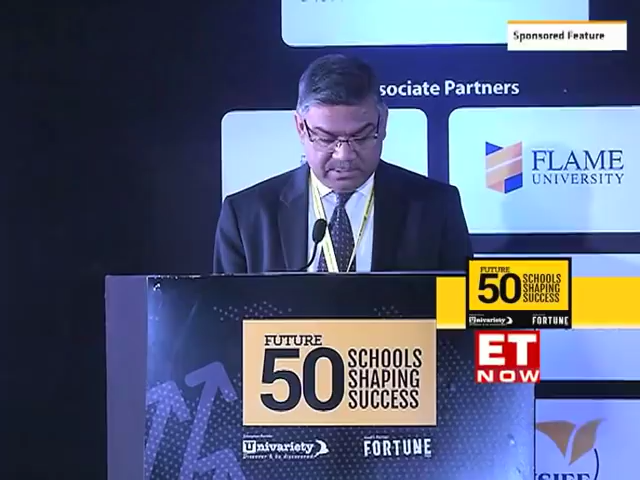 Sponsored Feature
sociate Partners
FLAME
UNIVERSITY
FUTURE
50 SCHOOLS
SHAPING
SUCCESS
Univariety
FORTUNE
ET
NOW
FUTURE
50 SCHOOLS
SHAPING
SUCCESS
Univariety
Discover & be discovered
FORTUNE